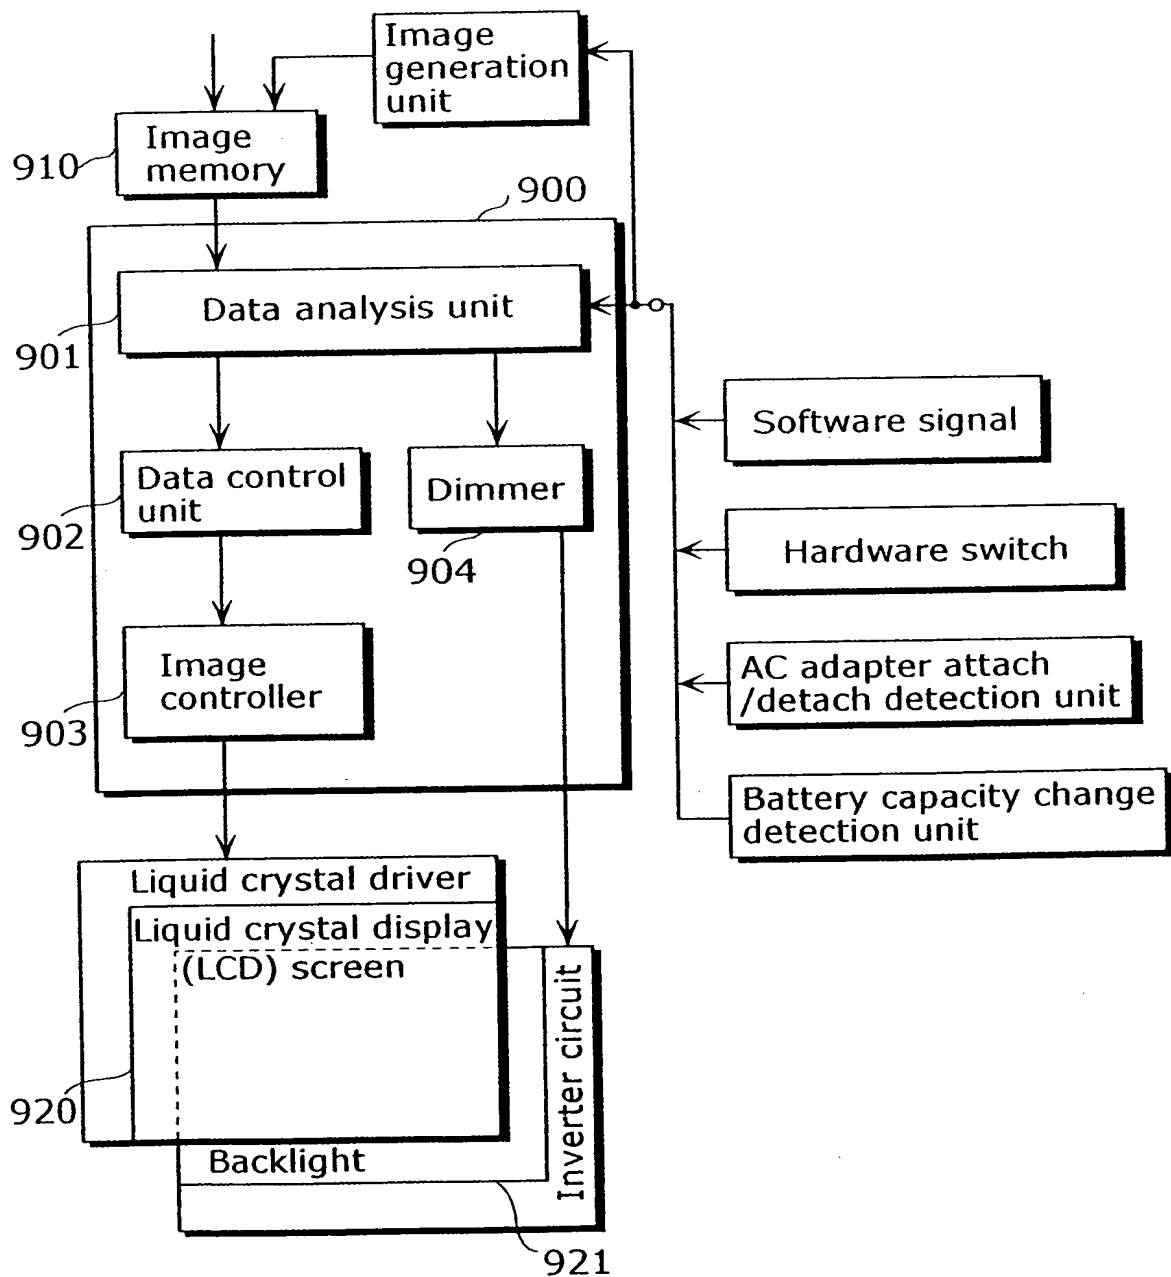 Image
generation
unit
Image
memory
910
900
Data analysis unit
901
Software signal
Data control
unit
902
Dimmer
904
Hardware switch
Image
controller
903
AC adapter attach
/detach detection unit
Battery capacity change
detection unit
Liquid crystal driver
Liquid crystal display
(LCD) screen
920
Inverter circuit
Backlight
921